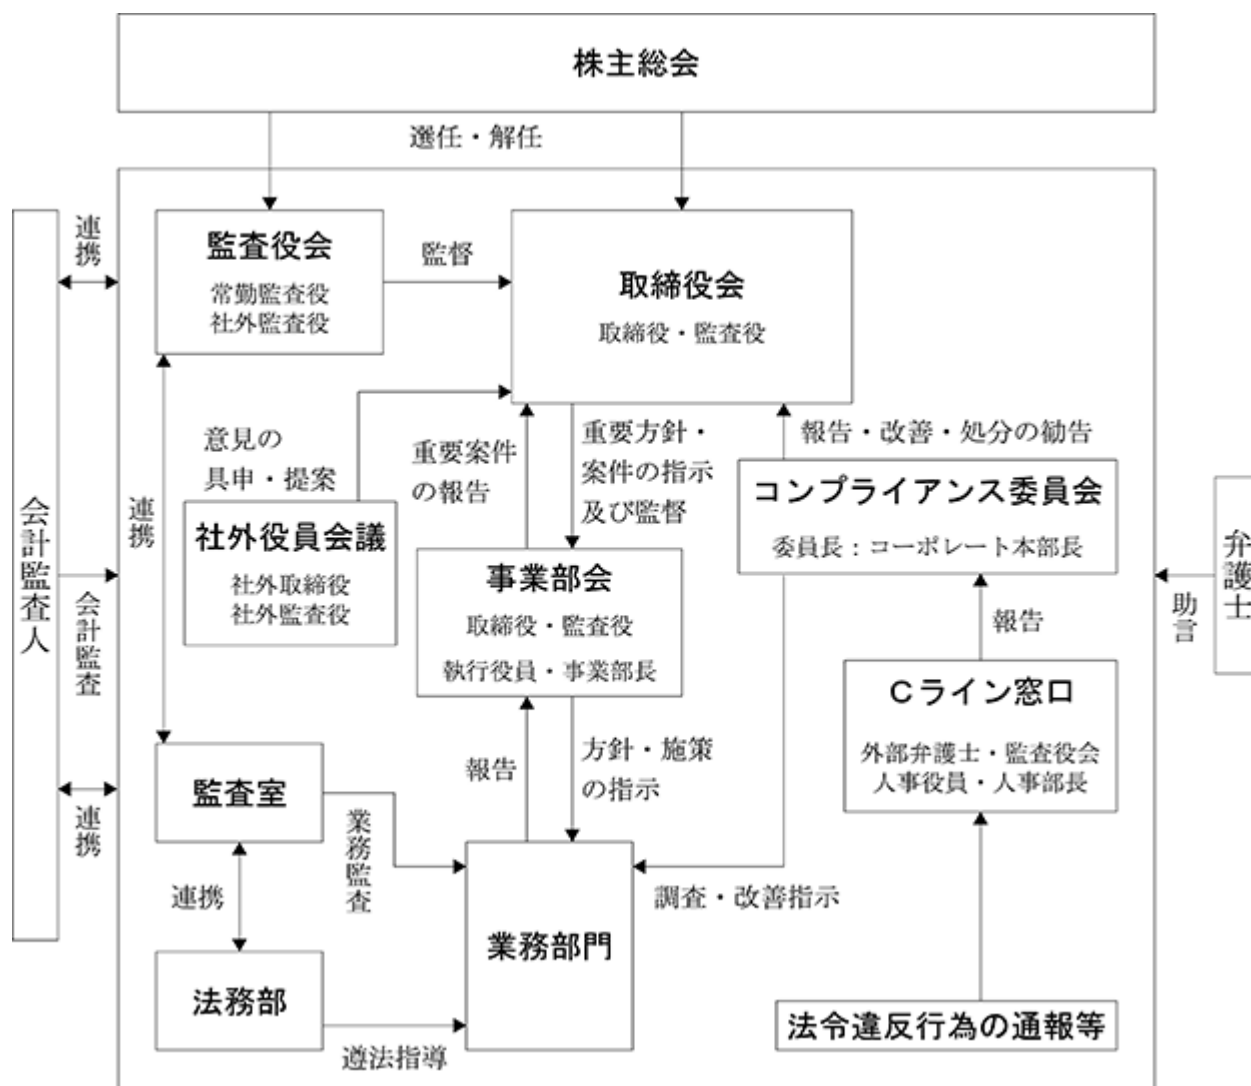 株主総会
選任・解任
連携
監査役会
常勤監査役
社外監査役
監督
取締役会
取締役・監査役
意見の
具申・提案
重要案件
の報告
重要方針・
案件の指示
及び監督
報告・改善・処分の勧告
コンプライアンス委員会
委員長：コーポレート本部長
会計監査人
会計監査
連携
社外役員会議
社外取締役
社外監査役
事業部会
取締役・監査役
執行役員・事業部長
弁護士
助言
報告
Cライン窓口
外部弁護士・監査役会
人事役員・人事部長
報告
方針・施策
の指示
連携
監査室
業務監査
調査・改善指示
連携
業務部門
法務部
遵法指導
法令違反行為の通報等